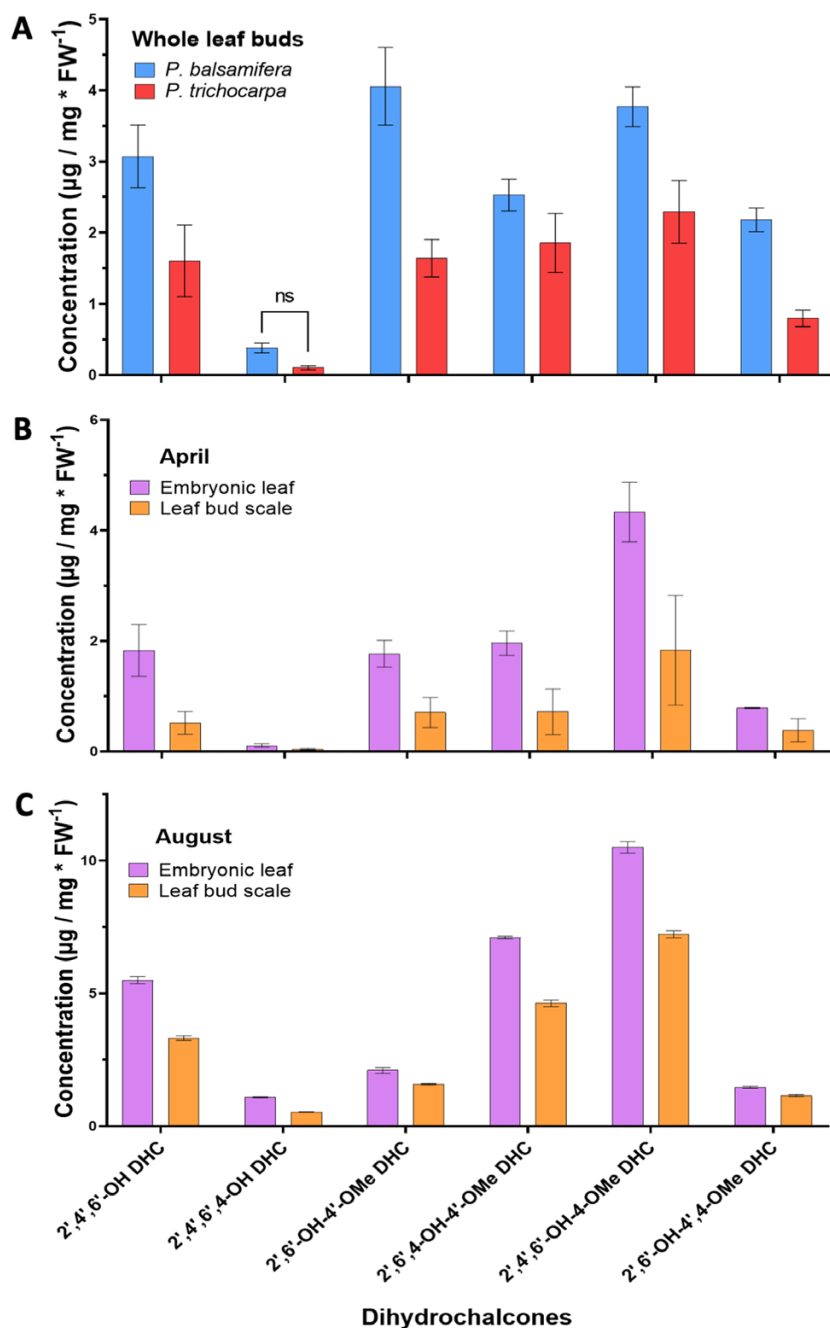 A
Whole leaf buds
P. balsamifera
P. trichocarpa
Concentration (µg / mg * FW⁻¹)
5
4
3
2
1
0
ns
B
April
Embryonic leaf
Leaf bud scale
Concentration (µg / mg * FW⁻¹)
6
4
2
0
C
August
Embryonic leaf
Leaf bud scale
Concentration (µg / mg * FW⁻¹)
10
5
0
2',4',6'-OH DHC
2',4',6',4-OH DHC
2',6'-OH-4'-OMe DHC
2',6',4-OH-4'-OMe DHC
2',4',6'-OH-4-OMe DHC
2',6'-OH-4',4-OMe DHC
Dihydrochalcones